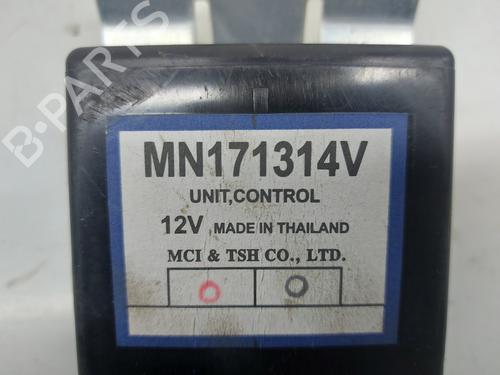 MN171314V
UNIT,CONTROL
12V MADE IN THAILAND
MCI & TSH CO., LTD.
B-PARTS